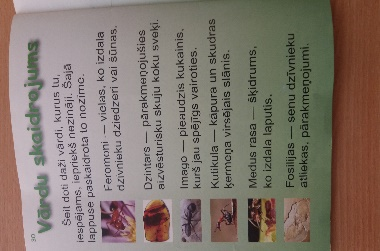 Vārdu skaidrojums
Šeit doti daži vārdi, kurus tu,
iespējams, iepriekš nezināji. Šajā
lappusē paskaidrota to nozīme.
Feromoni — vielas, ko izdala
dzīvnieku dziedzeri vai šūnas.
Dzintars — pārakmeņojušies
aizvēsturisku skuju koku sveķi.
Imago — pieaudzis kukainis,
kurš jau spējīgs vairoties.
Kutikula — kāpura un skudras
ķermeņa virsējais slānis.
Medus rasa — šķidrums,
ko izdala laputis.
Fosilijas — senu dzīvnieku
atliekas, pārakmeņojumi.
30